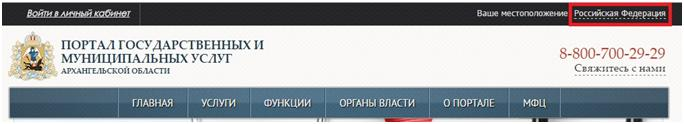 Войти в личный кабинет
Ваше местоположение Российская Федерация
ПОРТАЛ ГОСУДАРСТВЕННЫХ И
МУНИЦИПАЛЬНЫХ УСЛУГ
АРХАНГЕЛЬСКОЙ ОБЛАСТИ
8-800-700-29-29
Свяжитесь с нами
ГЛАВНАЯ УСЛУГИ ФУНКЦИИ ОРГАНЫ ВЛАСТИ О ПОРТАЛЕ МФЦ